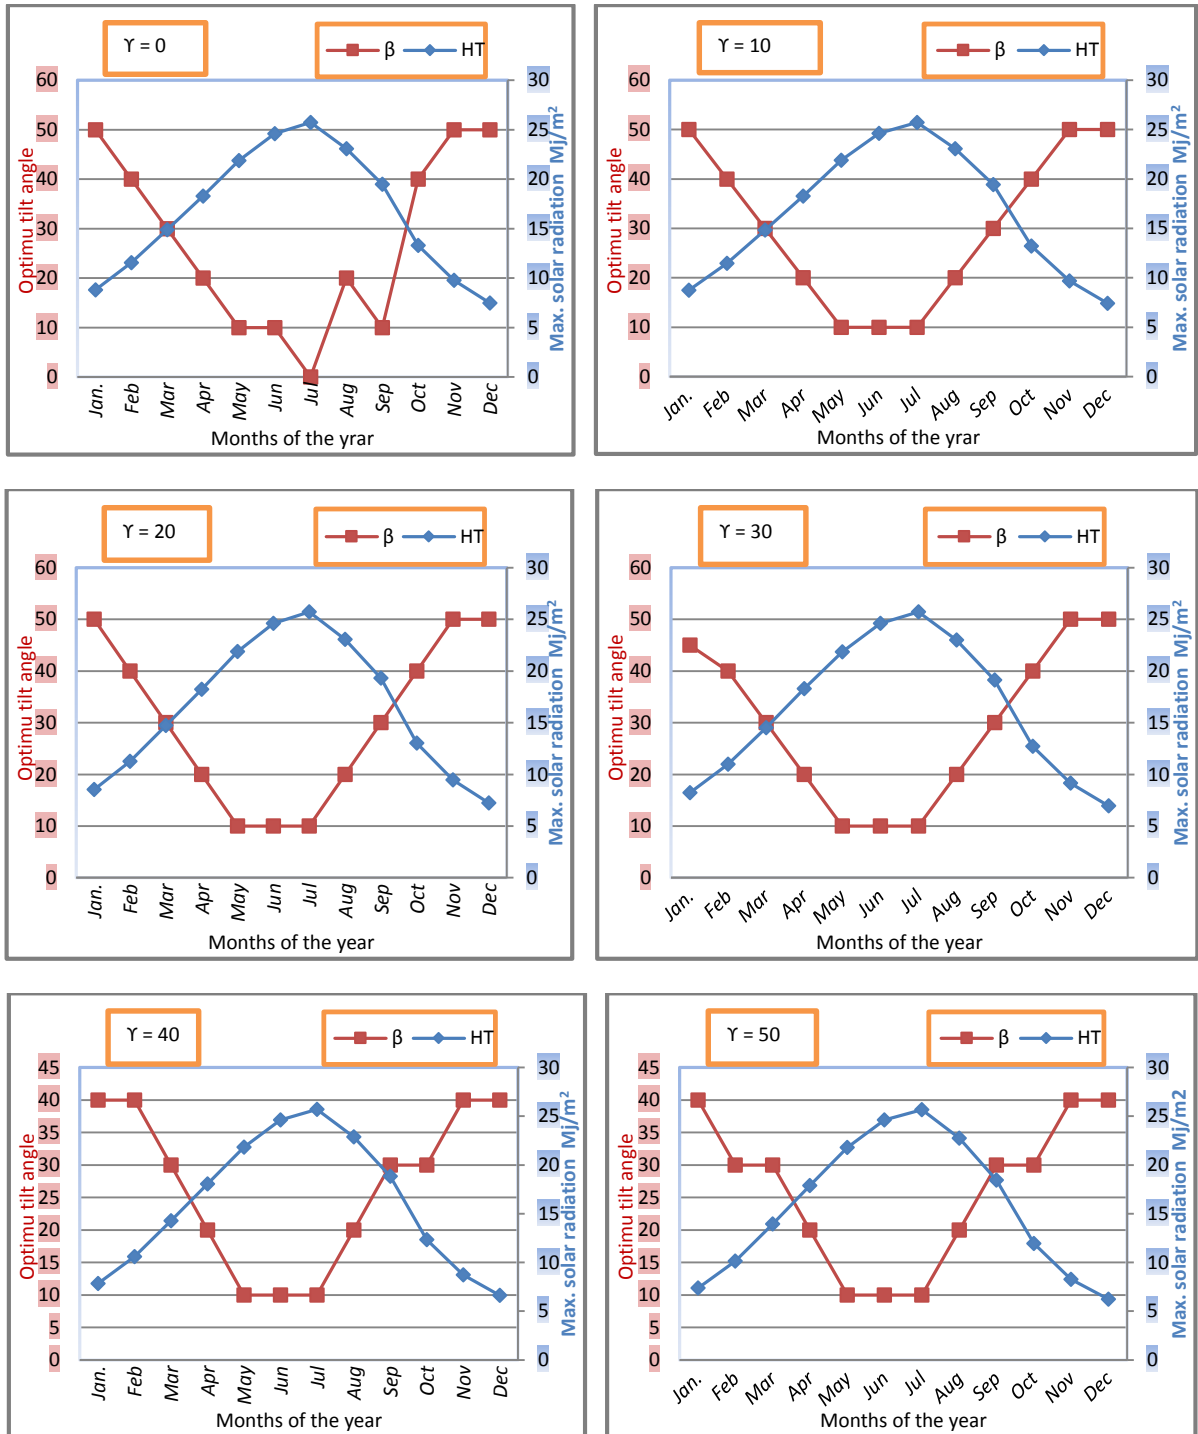 ϒ = 0
β HT
60
50
40
30
20
10
0
Optimu tilt angle
30
25
20
15
10
5
0
Max. solar radiation Mj/m²
Jan. Feb Mar Apr May Jun Jul Aug Sep Oct Nov Dec
Months of the yrar
ϒ = 10
β HT
60
50
40
30
20
10
0
Optimu tilt angle
30
25
20
15
10
5
0
Max. solar radiation Mj/m²
Jan. Feb Mar Apr May Jun Jul Aug Sep Oct Nov Dec
Months of the yrar
ϒ = 20
β HT
60
50
40
30
20
10
0
Optimu tilt angle
30
25
20
15
10
5
0
Max. solar radiation Mj/m²
Jan. Feb Mar Apr May Jun Jul Aug Sep Oct Nov Dec
Months of the year
ϒ = 30
β HT
60
50
40
30
20
10
0
Optimu tilt angle
30
25
20
15
10
5
0
Max. solar radiation Mj/m²
Jan. Feb Mar Apr May Jun Jul Aug Sep Oct Nov Dec
Months of the year
ϒ = 40
β HT
45
40
35
30
25
20
15
10
5
0
Optimu tilt angle
30
25
20
15
10
5
0
Max. solar radiation Mj/m²
Jan. Feb Mar Apr May Jun Jul Aug Sep Oct Nov Dec
Months of the year
ϒ = 50
β HT
45
40
35
30
25
20
15
10
5
0
Optimu tilt angle
30
25
20
15
10
5
0
Max. solar radiation Mj/m2
Jan. Feb Mar Apr May Jun Jul Aug Sep Oct Nov Dec
Months of the year